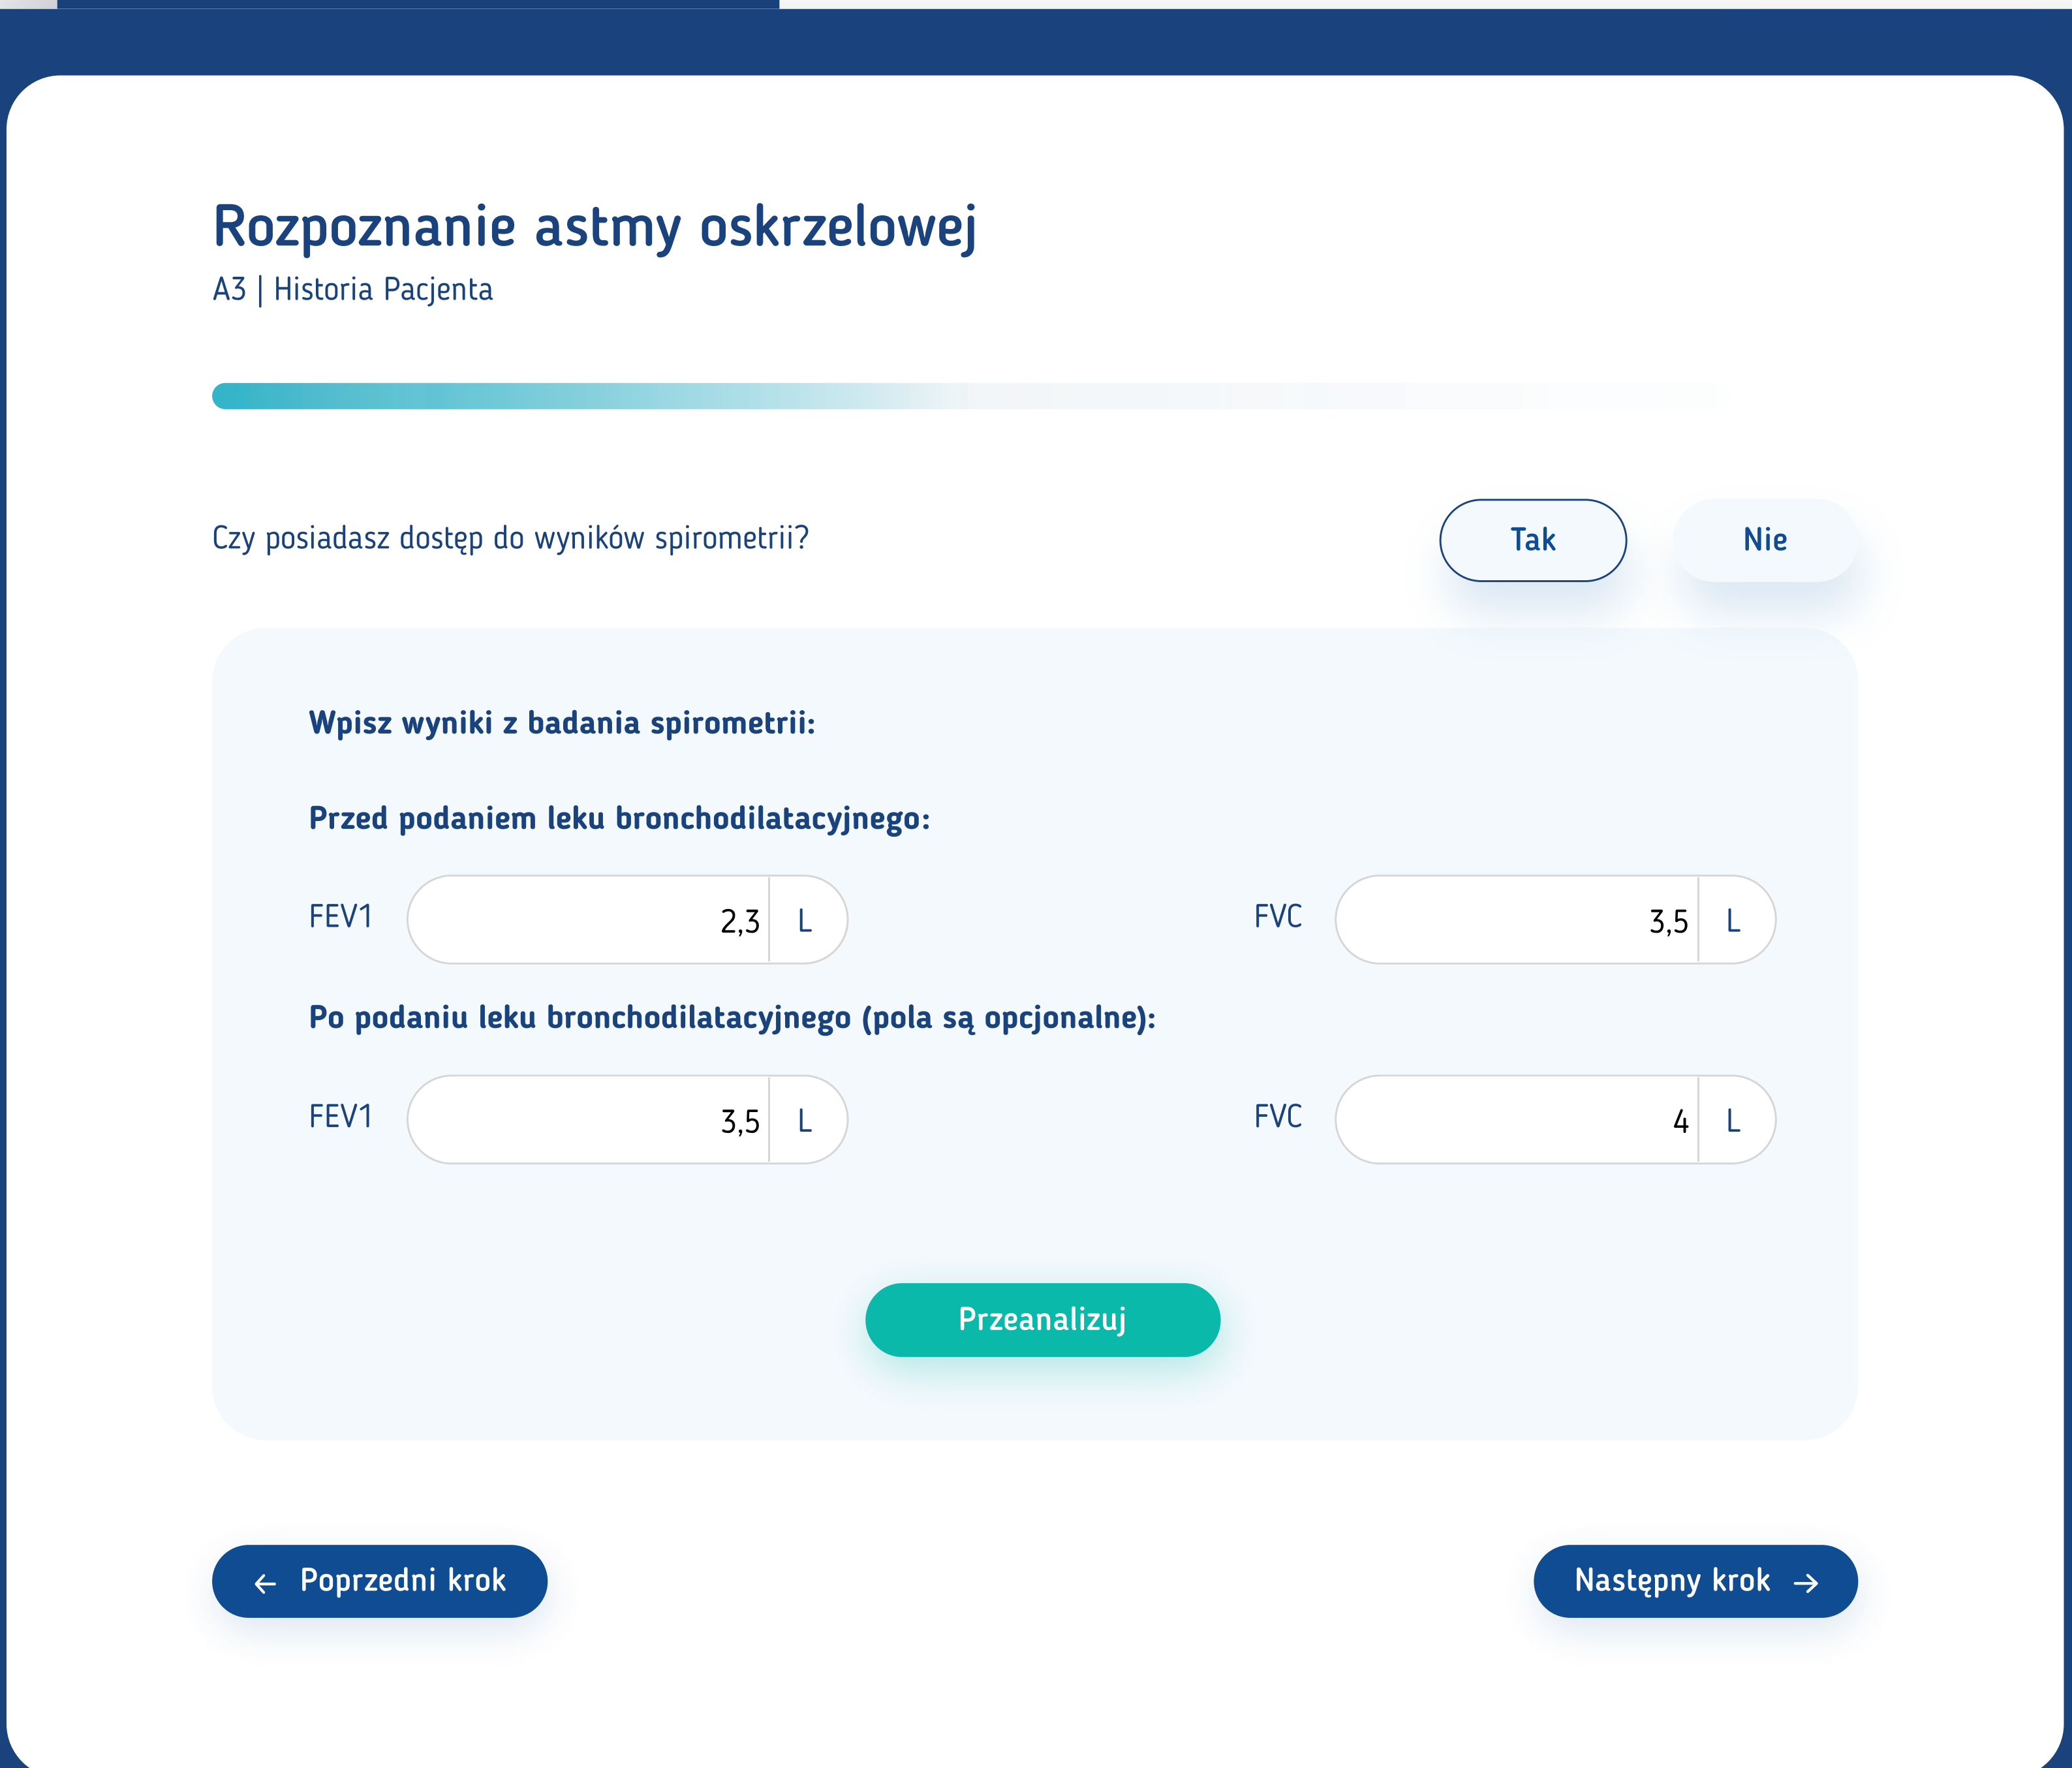 Rozpoznanie astmy oskrzelowej
A3 | Historia Pacjenta
Czy posiadasz dostęp do wyników spirometrii?
Tak
Nie
Wpisz wyniki z badania spirometrii:
Przed podaniem leku bronchodilatacyjnego:
FEV1 2,3 L
FVC 3,5 L
Po podaniu leku bronchodilatacyjnego (pola są opcjonalne):
FEV1 3,5 L
FVC 4 L
Przeanalizuj
← Poprzedni krok
Następny krok →